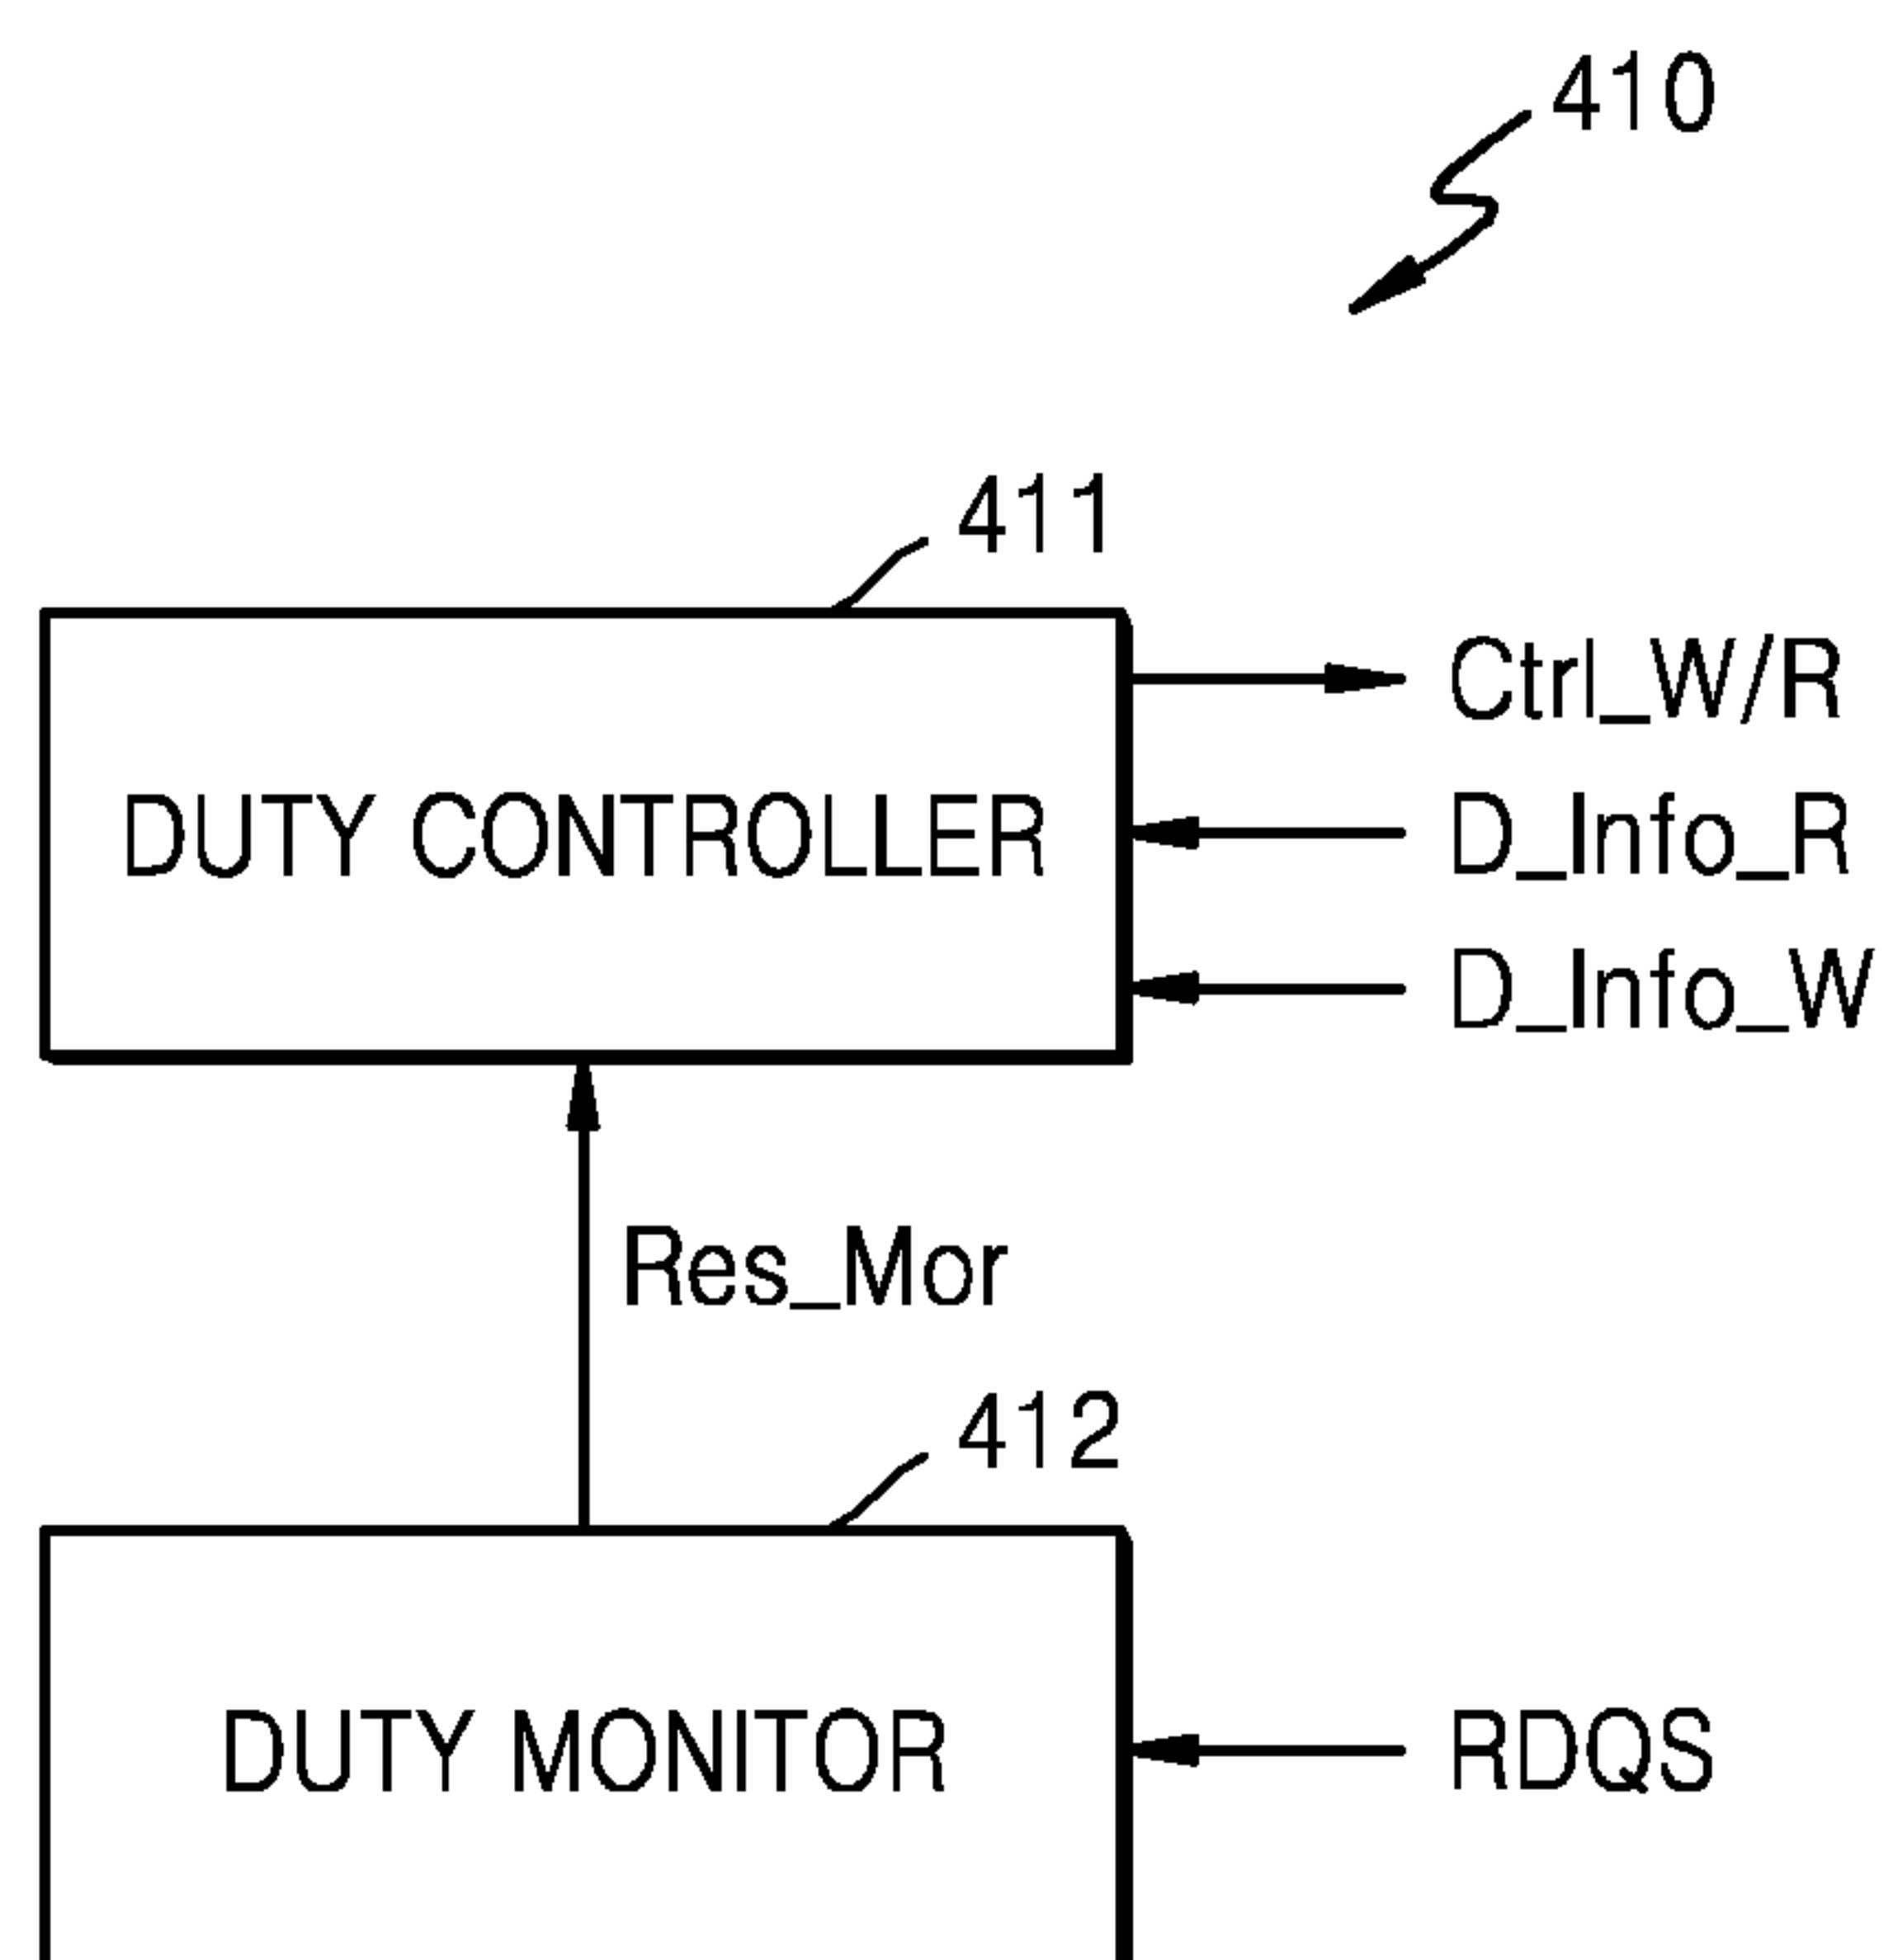 410
411
Ctrl_W/R
DUTY CONTROLLER
D_Info_R
D_Info_W
Res_Mor
412
DUTY MONITOR
RDQS